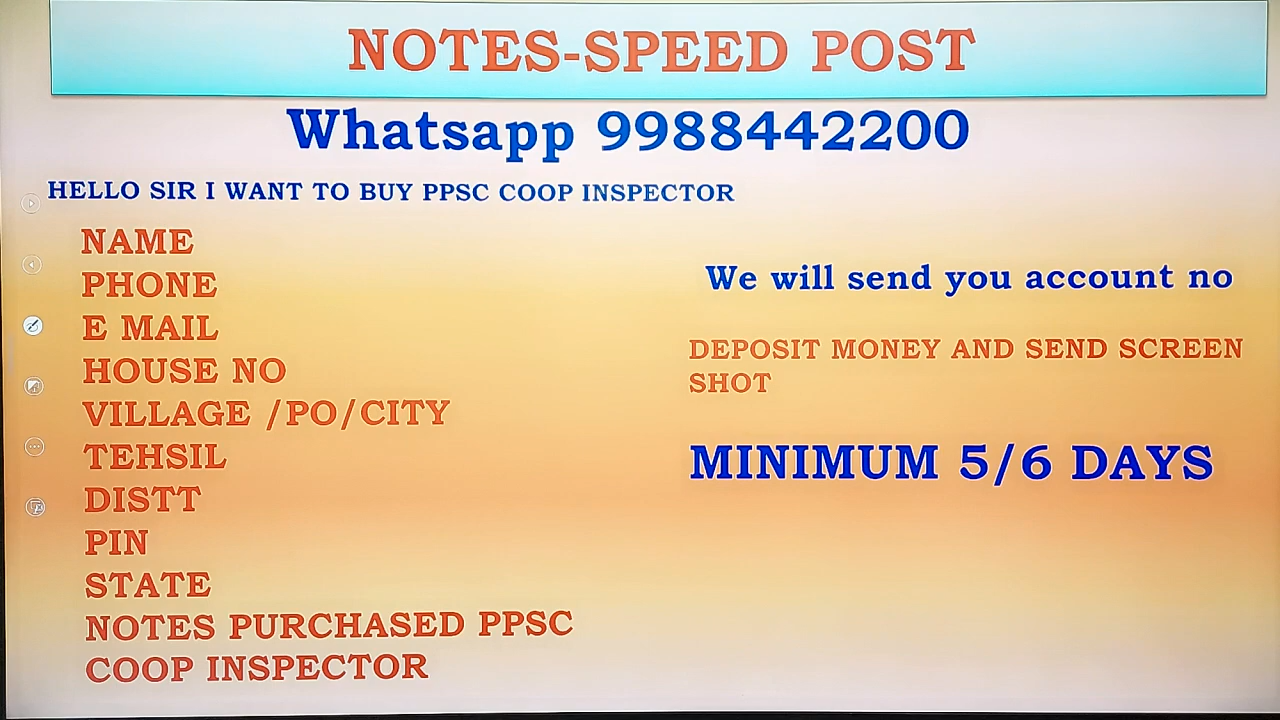 NOTES-SPEED POST
Whatsapp 9988442200
HELLO SIR I WANT TO BUY PPSC COOP INSPECTOR
NAME
PHONE
E MAIL
HOUSE NO
VILLAGE /PO/CITY
TEHSIL
DISTT
PIN
STATE
NOTES PURCHASED PPSC
COOP INSPECTOR
We will send you account no
DEPOSIT MONEY AND SEND SCREEN
SHOT
MINIMUM 5/6 DAYS